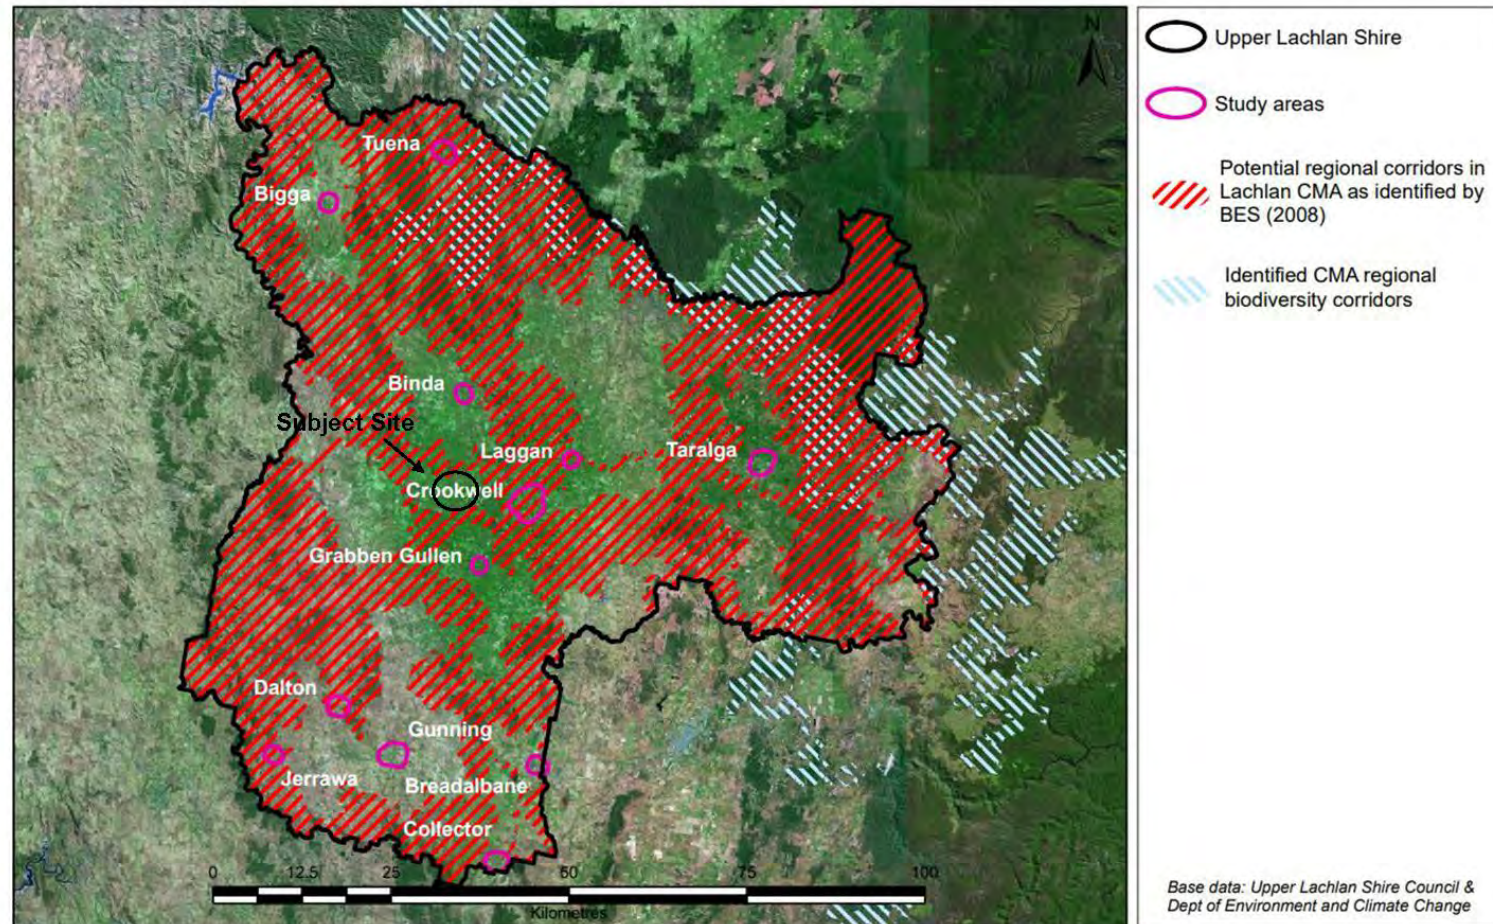 N
Tuena
Bigga
Binda
Subject Site
Laggan
Taralga
Crookwell
Grabben Gullen
Dalton
Gunning
Jerrawa
Breadalbane
Collector
0 12.5 25 50 75 100
Kilometres
Upper Lachlan Shire
Study areas
Potential regional corridors in
Lachlan CMA as identified by
BES (2008)
Identified CMA regional
biodiversity corridors
Base data: Upper Lachlan Shire Council &
Dept of Environment and Climate Change